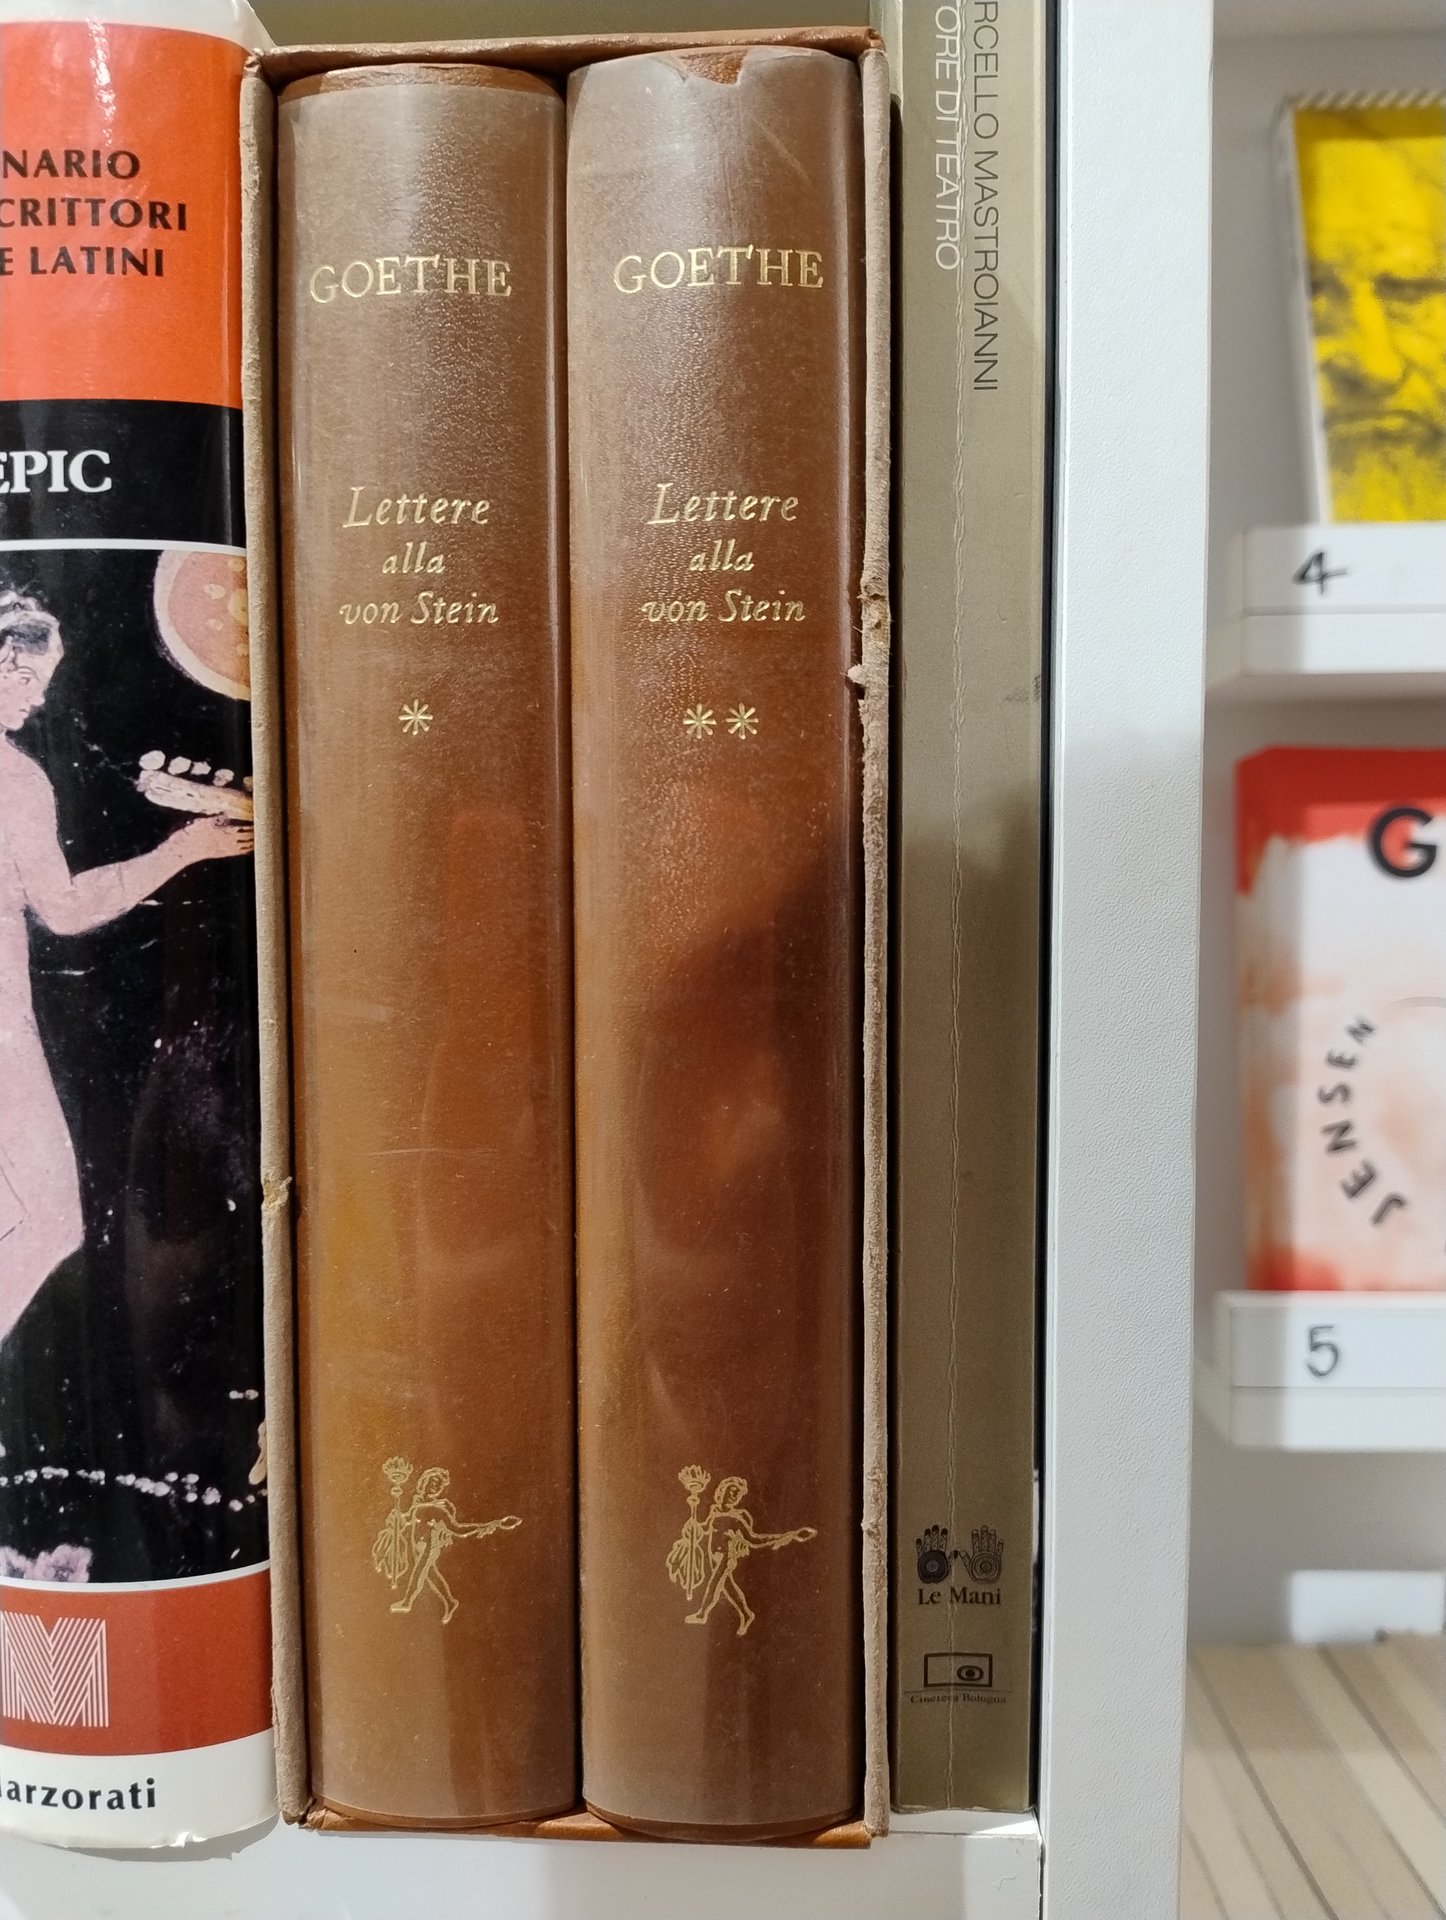 NARIO
CRITTORI
E LATINI
EPIC
arzorati
GOETHE
Lettere
alla
von Stein
*
GOETHE
Lettere
alla
von Stein
**
RCELLO MASTROIANNI
TORE DI TEATRO
Le Mani
Cineteca Bologna
4
G
JENSEN
5